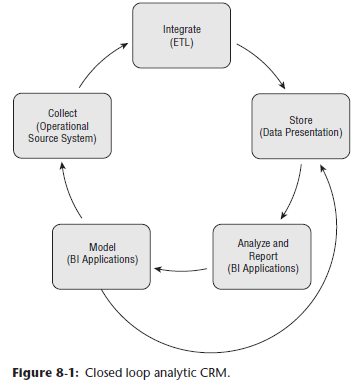 Integrate
(ETL)
Collect
(Operational
Source System)
Store
(Data Presentation)
Model
(BI Applications)
Analyze and
Report
(BI Applications)
Figure 8-1: Closed loop analytic CRM.